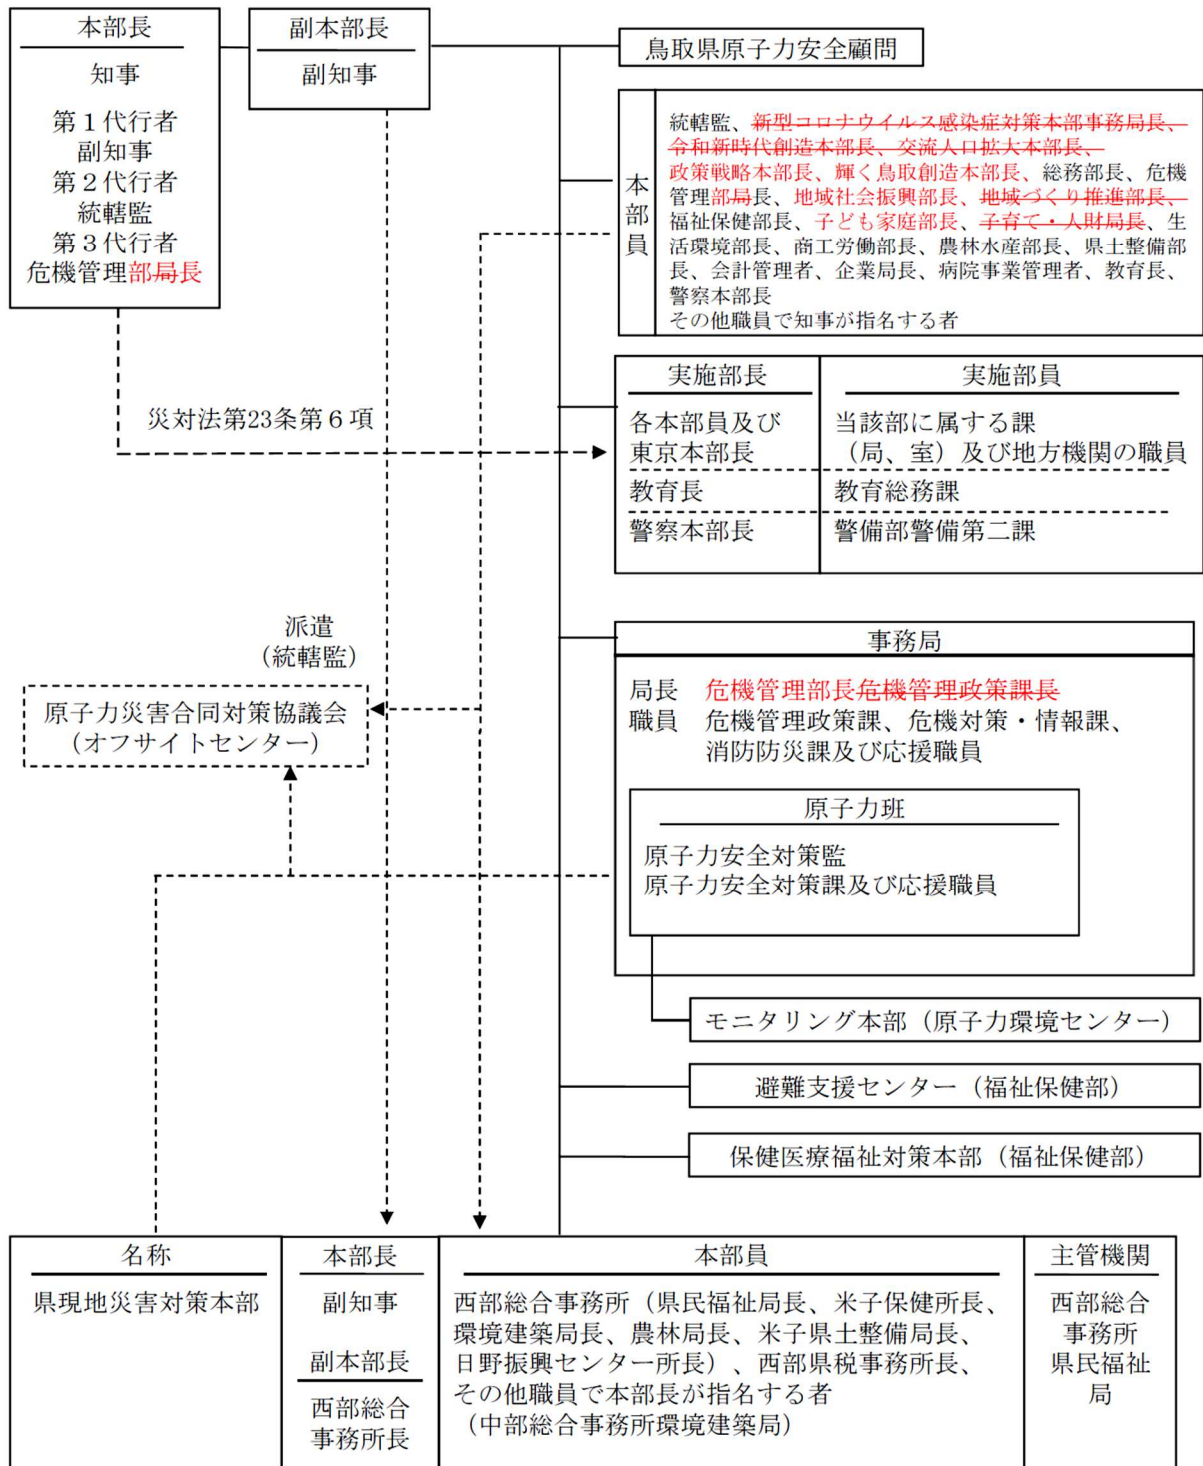 本部長
知事
第１代行者
副知事
第２代行者
統轄監
第３代行者
危機管理部局長
副本部長
副知事
鳥取県原子力安全顧問
本部員
統轄監、新型コロナウイルス感染症対策本部事務局長、
令和新時代創造本部長、交流人口拡大本部長、
政策戦略本部長、輝く鳥取創造本部長、総務部長、危機
管理部局長、地域社会振興部長、地域づくり推進部長、
福祉保健部長、子ども家庭部長、子育て・人財局長、生
活環境部長、商工労働部長、農林水産部長、県土整備部
長、会計管理者、企業局長、病院事業管理者、教育長、
警察本部長
その他職員で知事が指名する者
災対法第23条第６項
実施部長
実施部員
各本部員及び
東京本部長
当該部に属する課
（局、室）及び地方機関の職員
教育長
教育総務課
警察本部長
警備部警備第二課
派遣
（統轄監）
原子力災害合同対策協議会
（オフサイトセンター）
事務局
局長　危機管理部長危機管理政策課長
職員　危機管理政策課、危機対策・情報課、
消防防災課及び応援職員
原子力班
原子力安全対策監
原子力安全対策課及び応援職員
モニタリング本部（原子力環境センター）
避難支援センター（福祉保健部）
保健医療福祉対策本部（福祉保健部）
名称
県現地災害対策本部
本部長
副知事
副本部長
西部総合
事務所長
本部員
西部総合事務所（県民福祉局長、米子保健所長、
環境建築局長、農林局長、米子県土整備局長、
日野振興センター所長）、西部県税事務所長、
その他職員で本部長が指名する者
（中部総合事務所環境建築局）
主管機関
西部総合
事務所
県民福祉
局